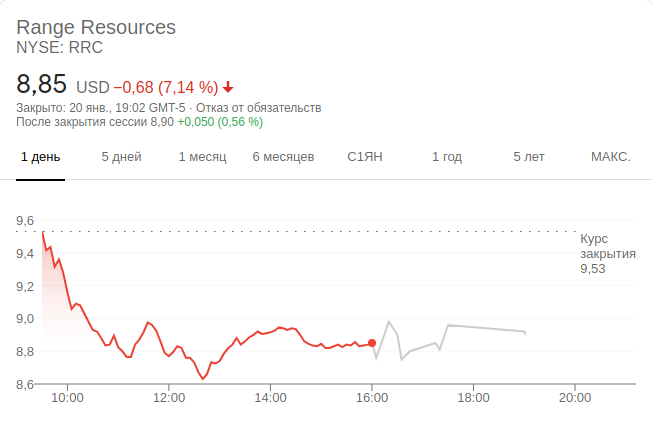 Range Resources
NYSE: RRC
8,85 USD −0,68 (7,14 %)
Закрыто: 20 янв., 19:02 GMT-5 · Отказ от обязательств
После закрытия сессии 8,90 +0,050 (0,56 %)
1 день 5 дней 1 месяц 6 месяцев С1ЯН 1 год 5 лет МАКС.
9,6
Курс
закрытия
9,53
9,4
9,2
9,0
8,8
8,6
10:00 12:00 14:00 16:00 18:00 20:00